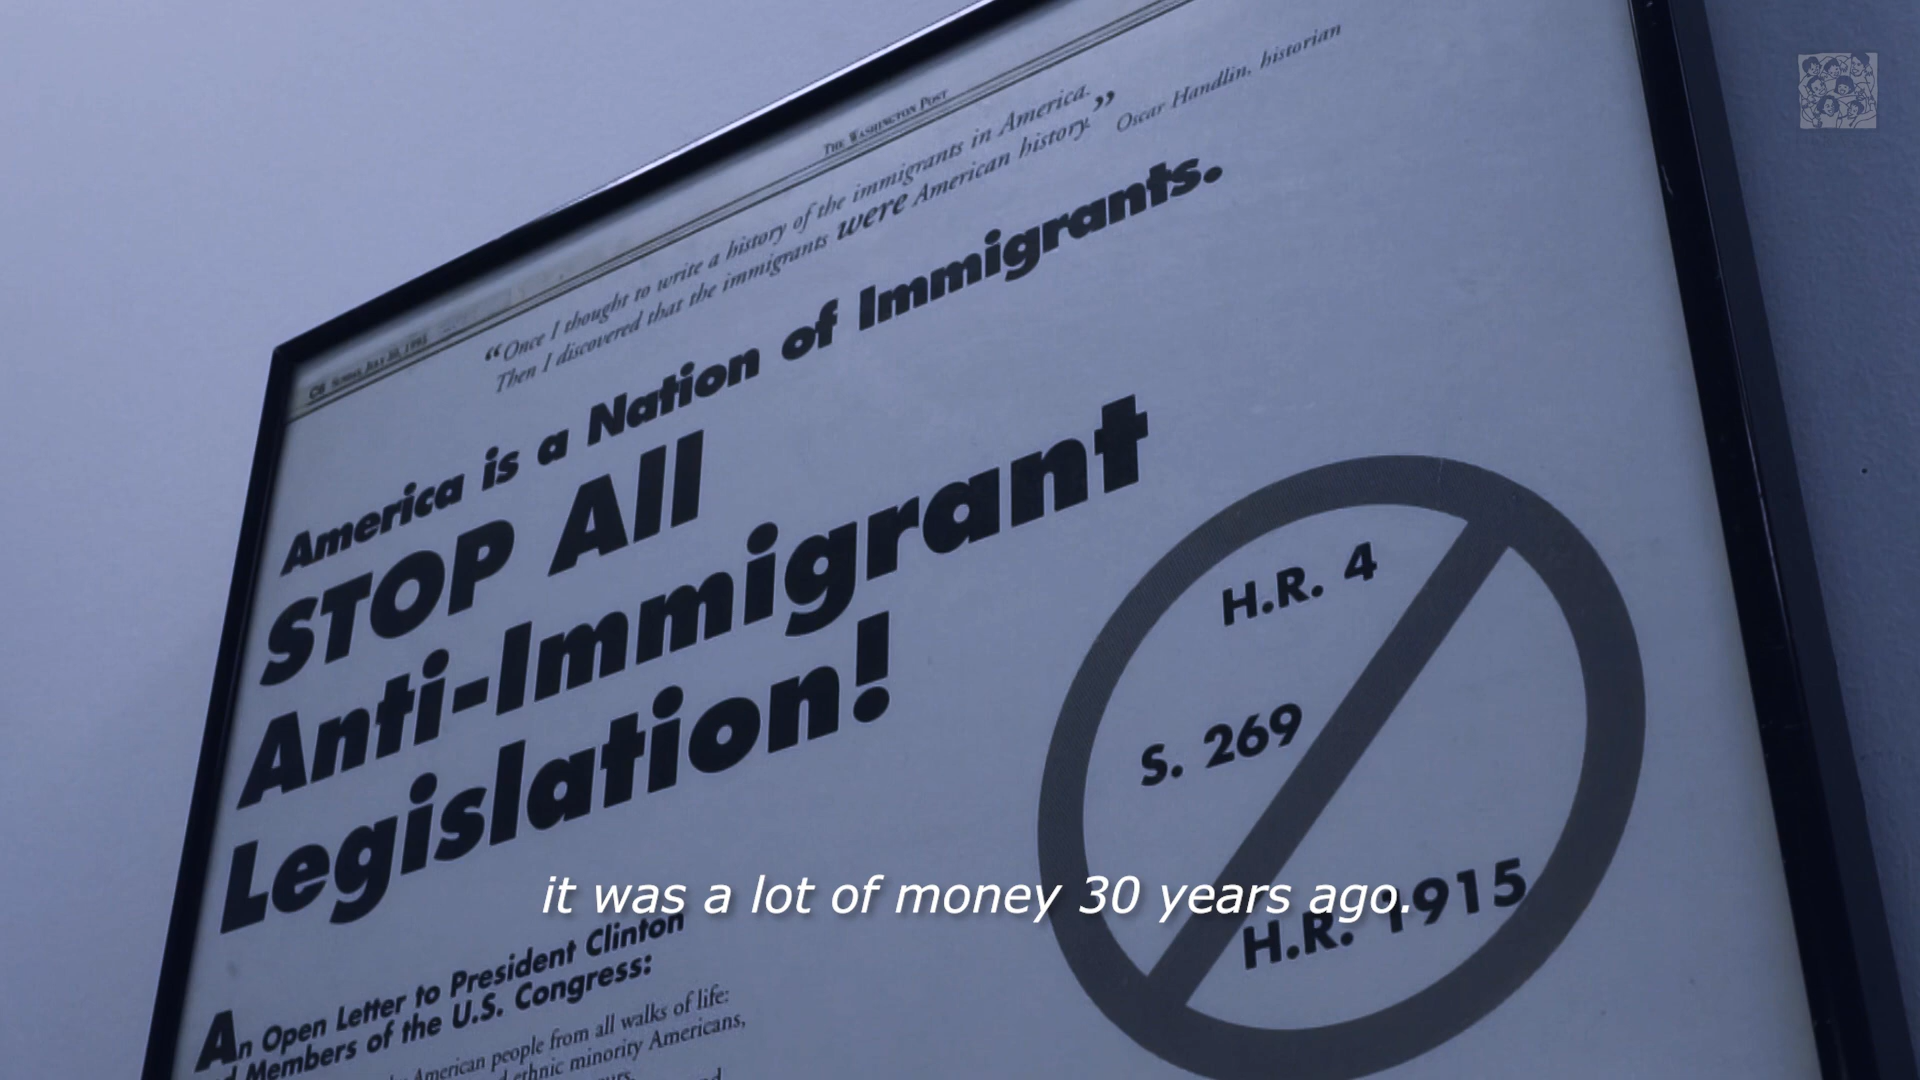 THE WASHINGTON POST
C8 SUNDAY, JULY 30, 1995
“Once I thought to write a history of the immigrants in America.
Then I discovered that the immigrants were American history.”
Oscar Handlin, historian
America is a Nation of Immigrants.
STOP All
Anti-Immigrant
Legislation!
H.R. 4
S. 269
H.R. 1915
it was a lot of money 30 years ago.
An Open Letter to President Clinton
Members of the U.S. Congress:
American people from all walks of life:
ethnic minority Americans,